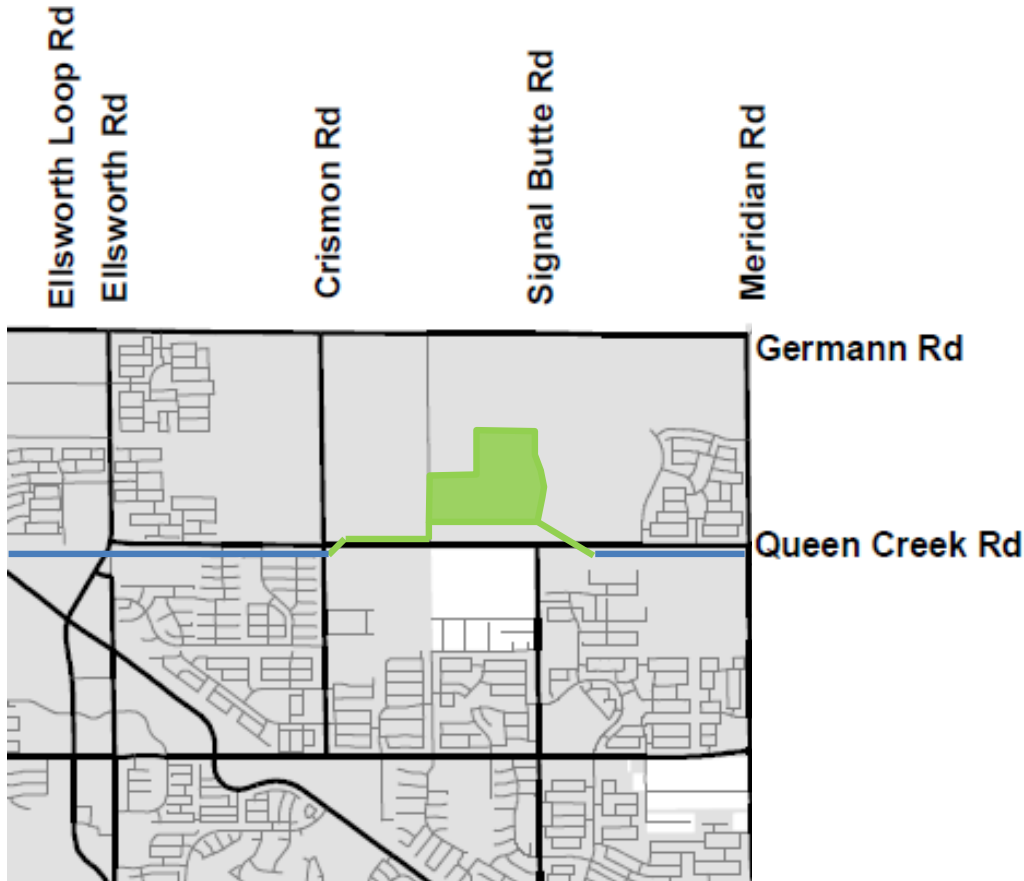 Ellsworth Loop Rd
Ellsworth Rd
Crismon Rd
Signal Butte Rd
Meridian Rd
Germann Rd
Queen Creek Rd